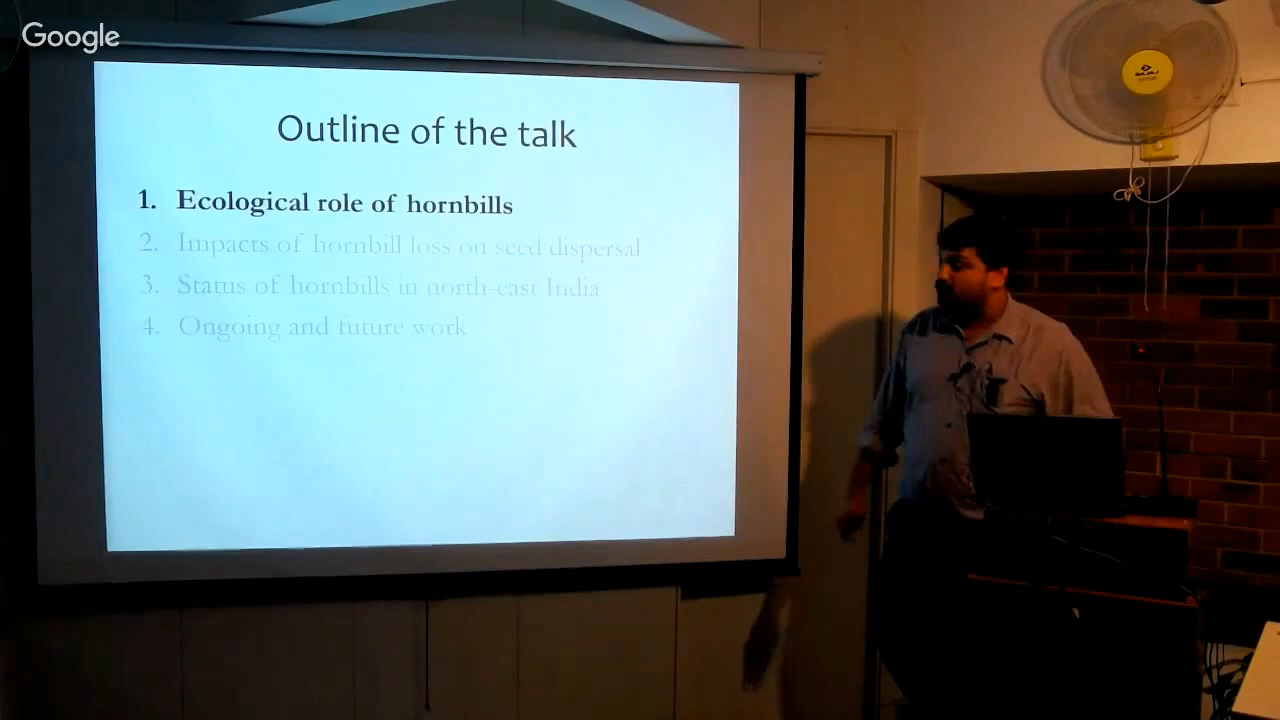 Google
Outline of the talk
1. Ecological role of hornbills
2. Impacts of hornbill loss on seed dispersal
3. Status of hornbills in north-east India
4. Ongoing and future work
BAJAJ